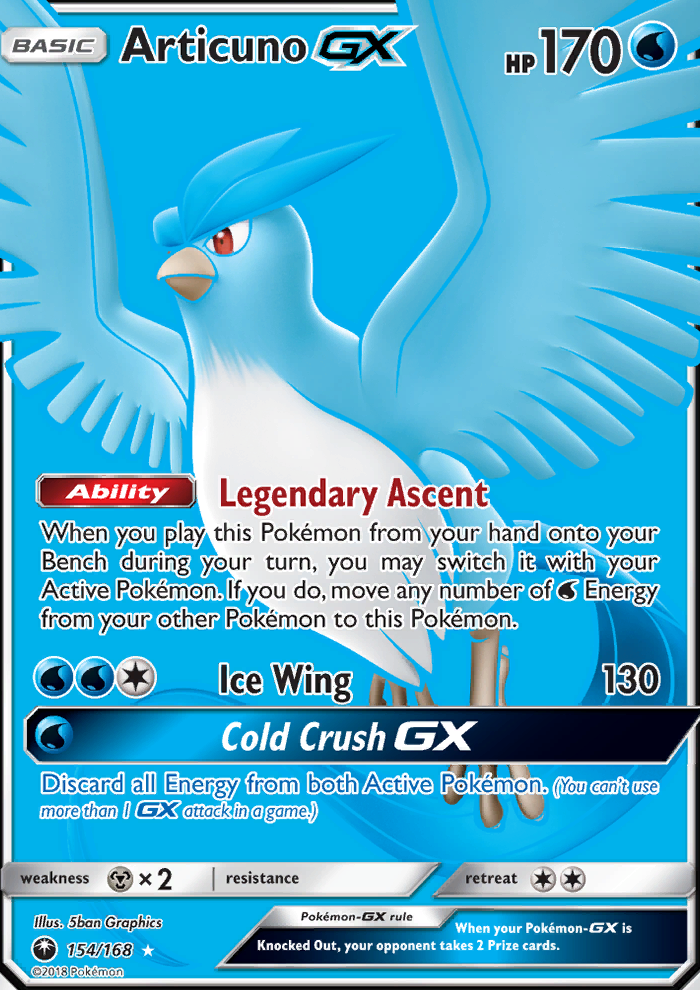 BASIC Articuno GX HP 170
Ability Legendary Ascent
When you play this Pokémon from your hand onto your
Bench during your turn, you may switch it with your
Active Pokémon. If you do, move any number of Energy
from your other Pokémon to this Pokémon.
Ice Wing 130
Cold Crush GX
Discard all Energy from both Active Pokémon. (You can't use
more than 1 GX attack in a game.)
weakness ×2 resistance retreat
Illus. 5ban Graphics
154/168
©2018 Pokémon
Pokémon-GX rule
When your Pokémon-GX is
Knocked Out, your opponent takes 2 Prize cards.